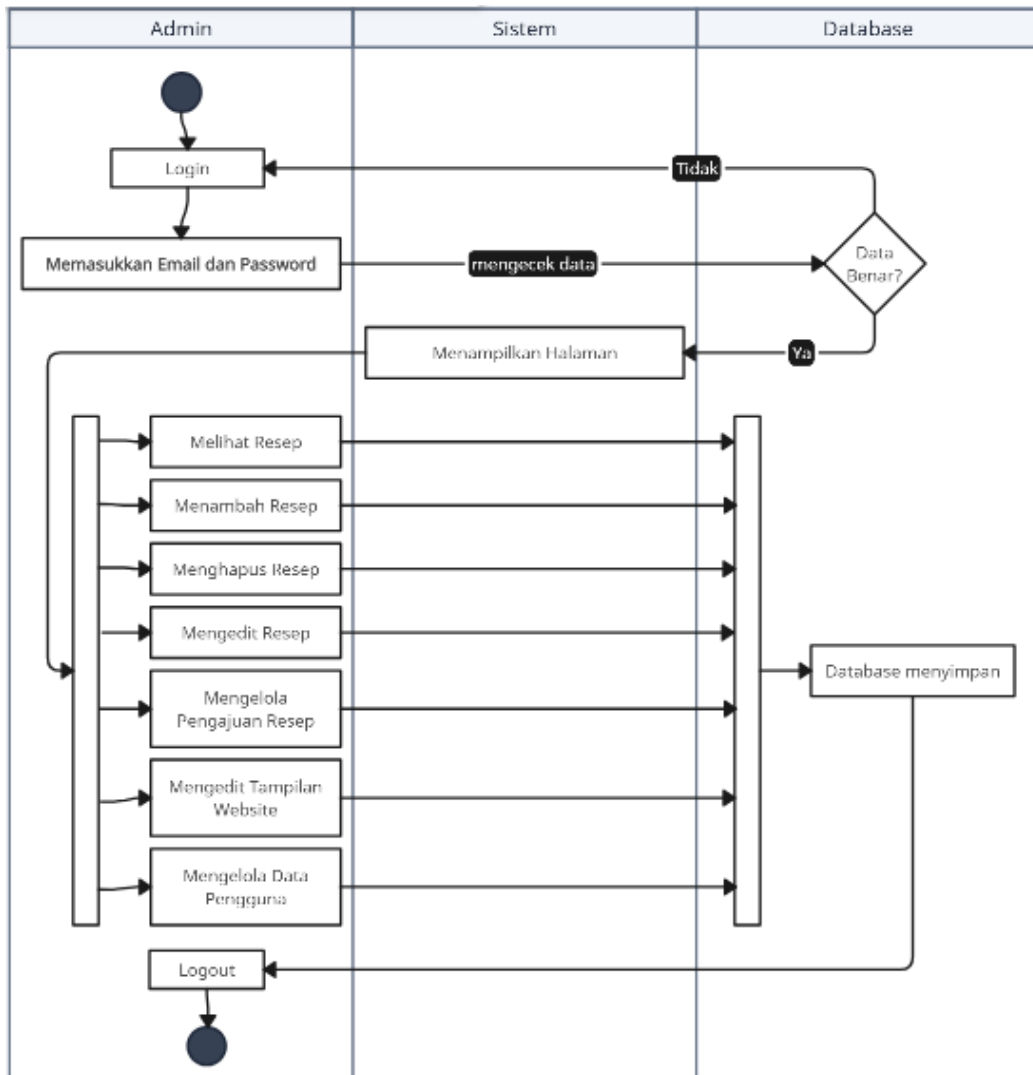 Admin
Sistem
Database
Login
Tidak
Memasukkan Email dan Password
mengecek data
Data
Benar?
Menampilkan Halaman
Ya
Melihat Resep
Menambah Resep
Menghapus Resep
Mengedit Resep
Mengelola
Pengajuan Resep
Database menyimpan
Mengedit Tampilan
Website
Mengelola Data
Pengguna
Logout